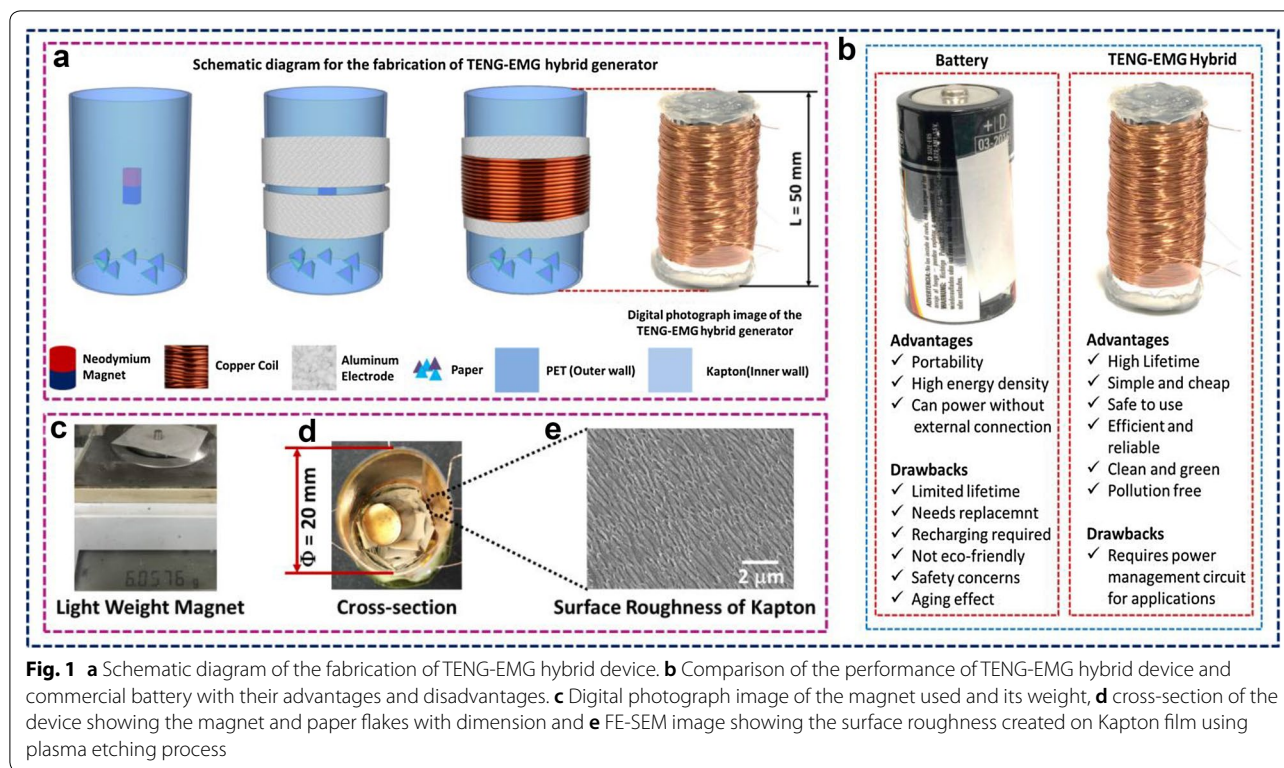 a
Schematic diagram for the fabrication of TENG-EMG hybrid generator
L = 50 mm
Digital photograph image of the
TENG-EMG hybrid generator
Neodymium
Magnet
Copper Coil
Aluminum
Electrode
Paper
PET (Outer wall)
Kapton(Inner wall)
b
Battery
+ D
ADVERTENCIA:
WARNING:
Advantages
✓ Portability
✓ High energy density
✓ Can power without
external connection
Drawbacks
✓ Limited lifetime
✓ Needs replacemnt
✓ Recharging required
✓ Not eco-friendly
✓ Safety concerns
✓ Aging effect
TENG-EMG Hybrid
Advantages
✓ High Lifetime
✓ Simple and cheap
✓ Safe to use
✓ Efficient and
reliable
✓ Clean and green
✓ Pollution free
Drawbacks
✓ Requires power
management circuit
for applications
c
6.0576 g
Light Weight Magnet
d
Φ = 20 mm
Cross-section
e
2 μm
Surface Roughness of Kapton
Fig. 1 a Schematic diagram of the fabrication of TENG-EMG hybrid device. b Comparison of the performance of TENG-EMG hybrid device and
commercial battery with their advantages and disadvantages. c Digital photograph image of the magnet used and its weight, d cross-section of the
device showing the magnet and paper flakes with dimension and e FE-SEM image showing the surface roughness created on Kapton film using
plasma etching process